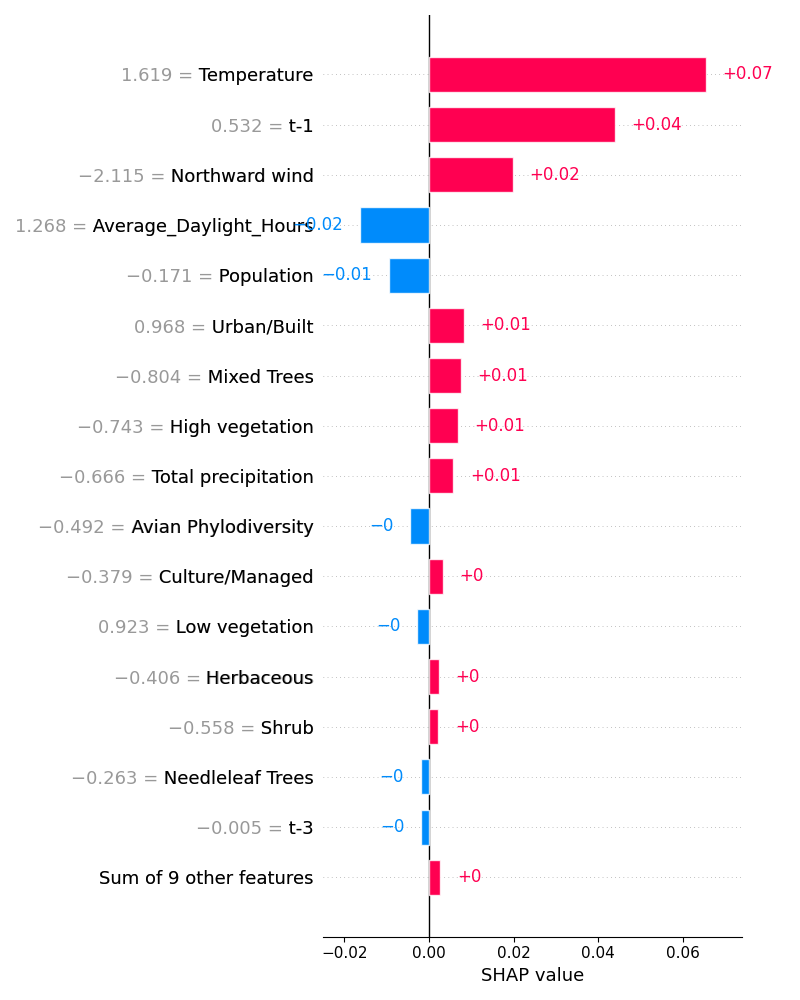 1.619 = Temperature +0.07
0.532 = t-1 +0.04
−2.115 = Northward wind +0.02
1.268 = Average_Daylight_Hours −0.02
−0.171 = Population −0.01
0.968 = Urban/Built +0.01
−0.804 = Mixed Trees +0.01
−0.743 = High vegetation +0.01
−0.666 = Total precipitation +0.01
−0.492 = Avian Phylodiversity −0
−0.379 = Culture/Managed +0
0.923 = Low vegetation −0
−0.406 = Herbaceous +0
−0.558 = Shrub +0
−0.263 = Needleleaf Trees −0
−0.005 = t-3 −0
Sum of 9 other features +0
−0.02 0.00 0.02 0.04 0.06
SHAP value